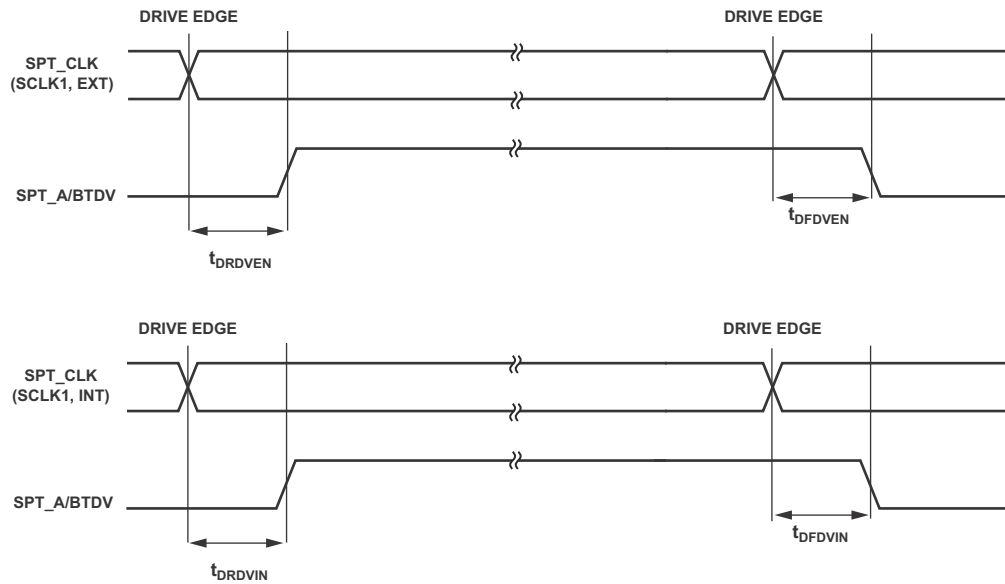 DRIVE EDGE
DRIVE EDGE
SPT_CLK
(SCLK1, EXT)
SPT_A/BTDV
tDRDVEN
tDFDVEN
DRIVE EDGE
DRIVE EDGE
SPT_CLK
(SCLK1, INT)
SPT_A/BTDV
tDRDVIN
tDFDVIN